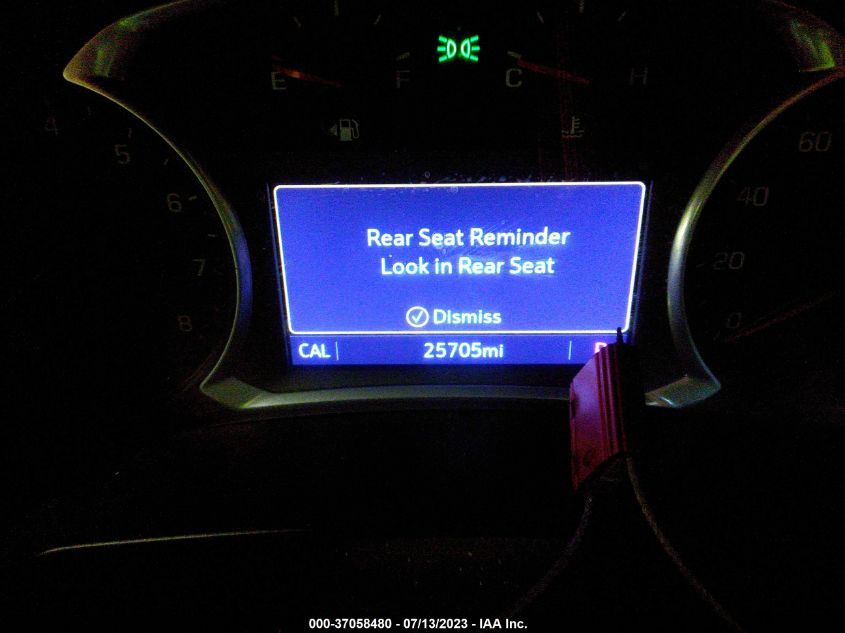 E F C H
4
5
6
7
8
60
40
20
0
Rear Seat Reminder
Look in Rear Seat
Dismiss
CAL 25705mi
000-37058480 - 07/13/2023 - IAA Inc.